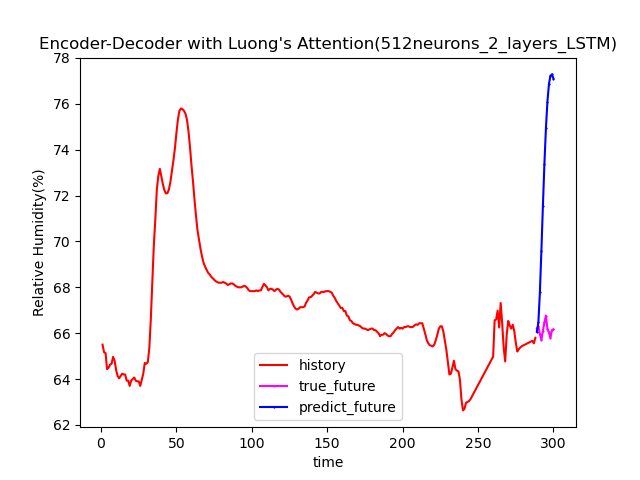 Encoder-Decoder with Luong's Attention(512neurons_2_layers_LSTM)
78
76
74
72
70
68
66
64
62
Relative Humidity(%)
history
true_future
predict_future
0 50 100 150 200 250 300
time